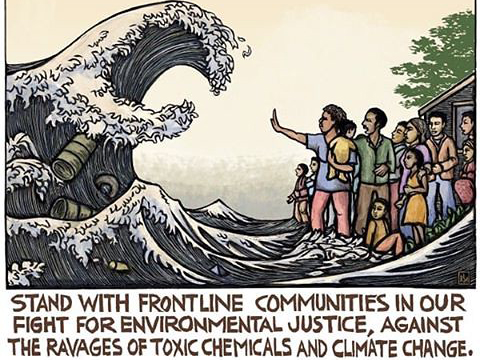 STAND WITH FRONTLINE COMMUNITIES IN OUR
FIGHT FOR ENVIRONMENTAL JUSTICE, AGAINST
THE RAVAGES OF TOXIC CHEMICALS AND CLIMATE CHANGE.